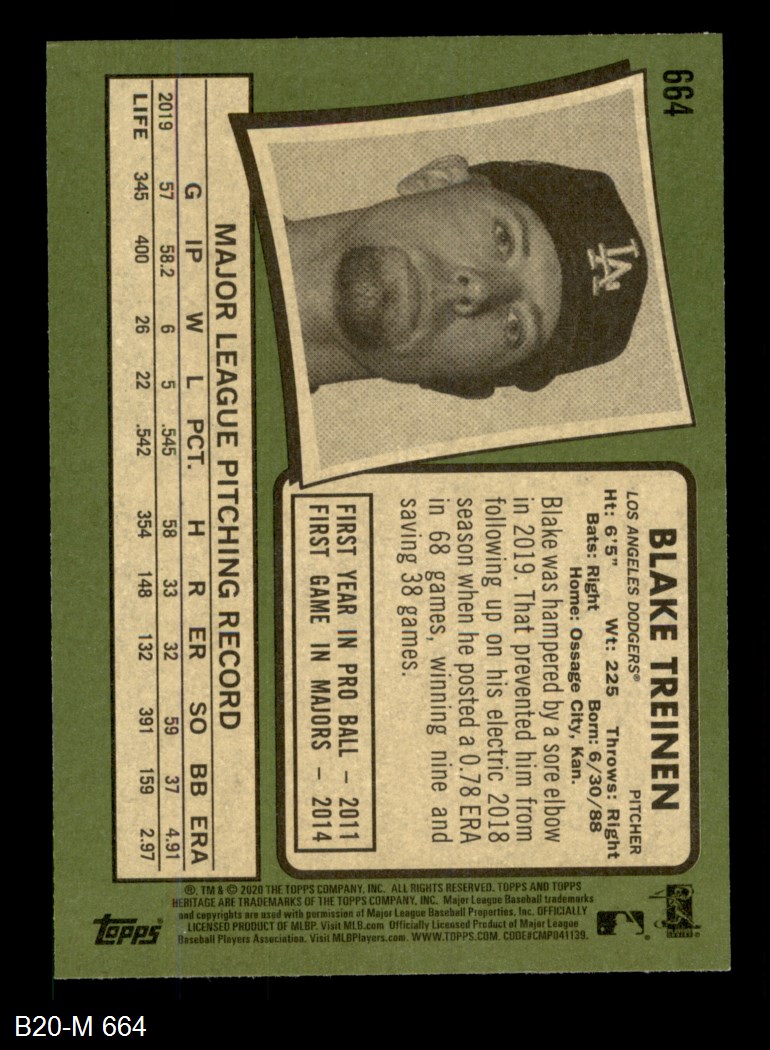 664
LA
BLAKE TREINEN
LOS ANGELES DODGERS® PITCHER
Ht: 6'5" Wt: 225 Throws: Right
Bats: Right Born: 6/30/88
Home: Ossage City, Kan.
Blake was hampered by a sore elbow
in 2019. That prevented him from
following up on his electric 2018
season when he posted a 0.78 ERA
in 68 games, winning nine and
saving 38 games.
FIRST YEAR IN PRO BALL – 2011
FIRST GAME IN MAJORS – 2014
MAJOR LEAGUE PITCHING RECORD
G IP W L PCT. H R ER SO BB ERA
2019 57 58.2 6 5 .545 58 33 32 59 37 4.91
LIFE 345 400 26 22 .542 354 148 132 391 159 2.97
®, TM & © 2020 THE TOPPS COMPANY, INC. ALL RIGHTS RESERVED. TOPPS AND TOPPS
HERITAGE ARE TRADEMARKS OF THE TOPPS COMPANY, INC. Major League Baseball trademarks
and copyrights are used with permission of Major League Baseball Properties, Inc. OFFICIALLY
LICENSED PRODUCT OF MLBP. Visit MLB.com Officially Licensed Product of Major League
Baseball Players Association. Visit MLBPlayers.com. WWW.TOPPS.COM. CODE#CMP041139.
topps
B20-M 664